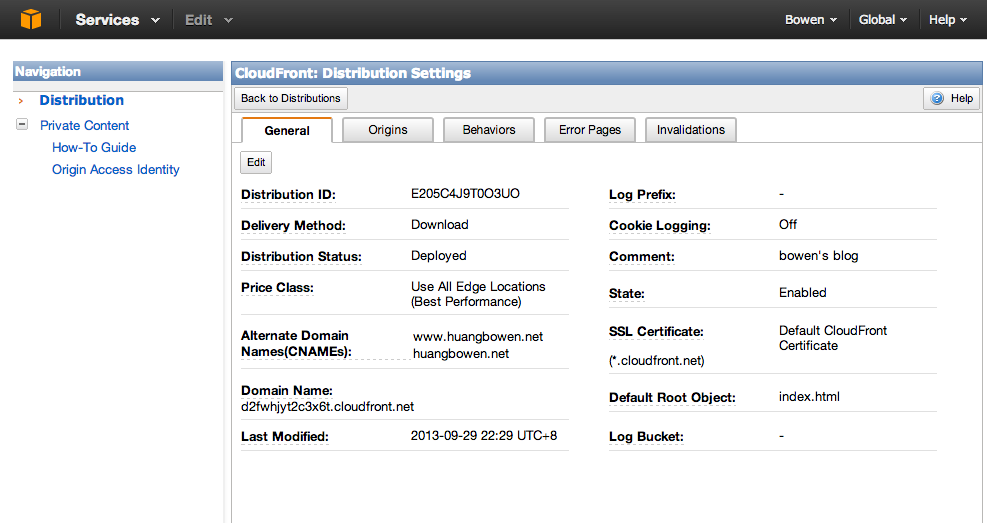 Services Edit Bowen Global Help
Navigation
Distribution
Private Content
How-To Guide
Origin Access Identity
CloudFront: Distribution Settings
Back to Distributions Help
General Origins Behaviors Error Pages Invalidations
Edit
Distribution ID: E205C4J9T0O3UO
Delivery Method: Download
Distribution Status: Deployed
Price Class: Use All Edge Locations
(Best Performance)
Alternate Domain
Names(CNAMEs):
www.huangbowen.net
huangbowen.net
Domain Name:
d2fwhjyt2c3x6t.cloudfront.net
Last Modified: 2013-09-29 22:29 UTC+8
Log Prefix: -
Cookie Logging: Off
Comment: bowen's blog
State: Enabled
SSL Certificate: Default CloudFront
Certificate
(*.cloudfront.net)
Default Root Object: index.html
Log Bucket: -